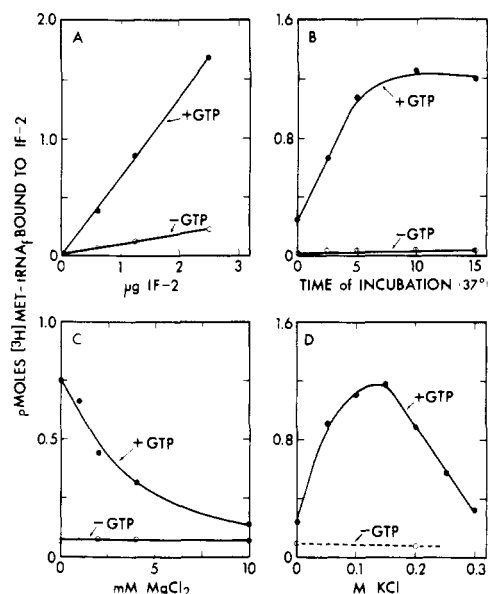 pMOLES [³H]MET-tRNAf BOUND TO IF-2
A
2.0
1.0
0
+GTP
-GTP
0 1 2 3
µg IF-2
B
1.2
0.6
0
+GTP
-GTP
0 5 10 15
TIME of INCUBATION ·37°
C
1.0
0.5
0
+GTP
-GTP
0 5 10
mM MgCl₂
D
1.6
0.8
0
+GTP
-GTP
0 0.1 0.2 0.3
M KCl